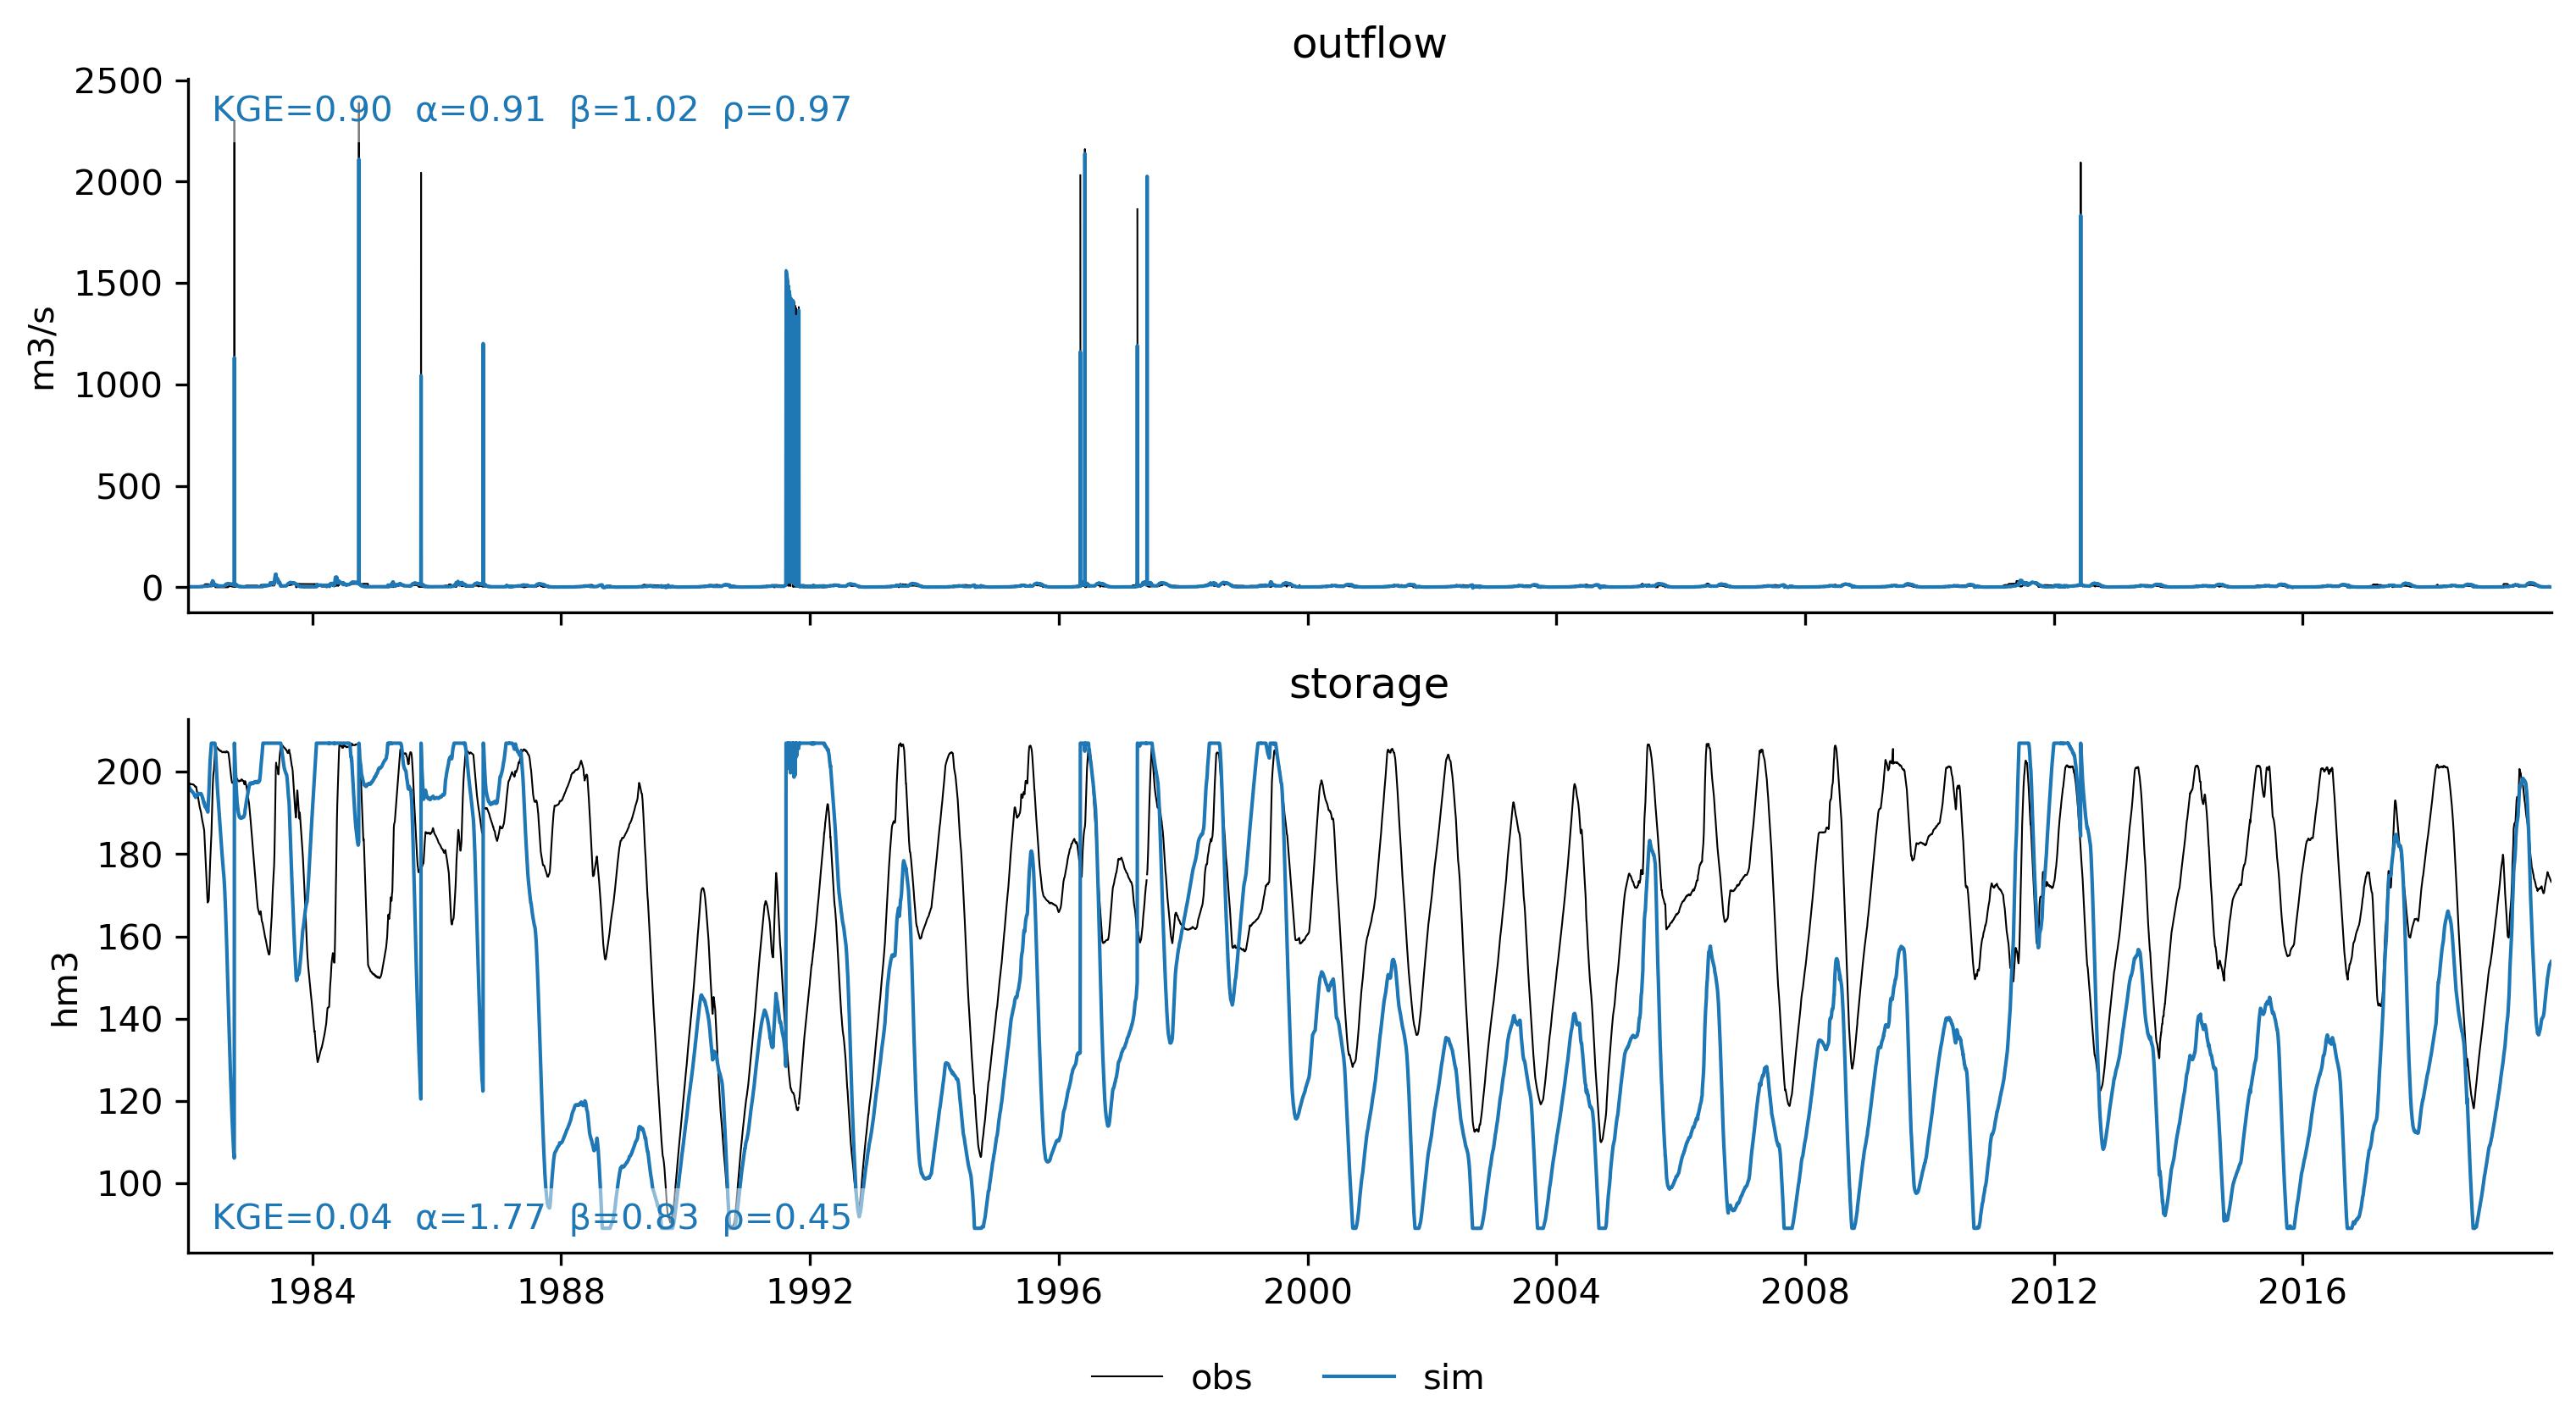 outflow
KGE=0.90 α=0.91 β=1.02 ρ=0.97
2500
2000
1500
1000
500
0
m3/s
storage
200
180
160
140
120
100
hm3
KGE=0.04 α=1.77 β=0.83 ρ=0.45
1984 1988 1992 1996 2000 2004 2008 2012 2016
obs sim